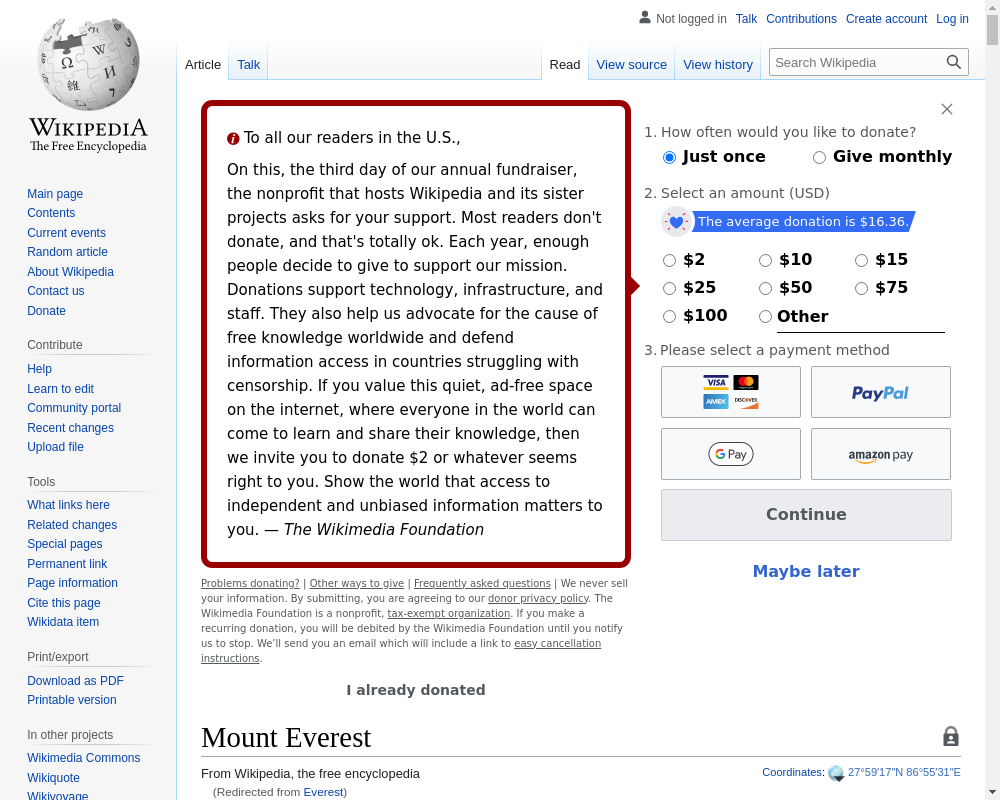 Not logged in Talk Contributions Create account Log in
Article Talk Read View source View history Search Wikipedia
WIKIPEDIA
The Free Encyclopedia
Main page
Contents
Current events
Random article
About Wikipedia
Contact us
Donate
Contribute
Help
Learn to edit
Community portal
Recent changes
Upload file
Tools
What links here
Related changes
Special pages
Permanent link
Page information
Cite this page
Wikidata item
Print/export
Download as PDF
Printable version
In other projects
Wikimedia Commons
Wikiquote
Wikivoyage
To all our readers in the U.S.,
On this, the third day of our annual fundraiser,
the nonprofit that hosts Wikipedia and its sister
projects asks for your support. Most readers don't
donate, and that's totally ok. Each year, enough
people decide to give to support our mission.
Donations support technology, infrastructure, and
staff. They also help us advocate for the cause of
free knowledge worldwide and defend
information access in countries struggling with
censorship. If you value this quiet, ad-free space
on the internet, where everyone in the world can
come to learn and share their knowledge, then
we invite you to donate $2 or whatever seems
right to you. Show the world that access to
independent and unbiased information matters to
you. — The Wikimedia Foundation
Problems donating? | Other ways to give | Frequently asked questions | We never sell
your information. By submitting, you are agreeing to our donor privacy policy. The
Wikimedia Foundation is a nonprofit, tax-exempt organization. If you make a
recurring donation, you will be debited by the Wikimedia Foundation until you notify
us to stop. We'll send you an email which will include a link to easy cancellation
instructions.
I already donated
1. How often would you like to donate?
Just once Give monthly
2. Select an amount (USD)
The average donation is $16.36.
$2 $10 $15
$25 $50 $75
$100 Other
3. Please select a payment method
VISA mastercard
AMEX DISCOVER
PayPal
G Pay amazon pay
Continue
Maybe later
Mount Everest
From Wikipedia, the free encyclopedia
Coordinates: 27°59′17″N 86°55′31″E
(Redirected from Everest)